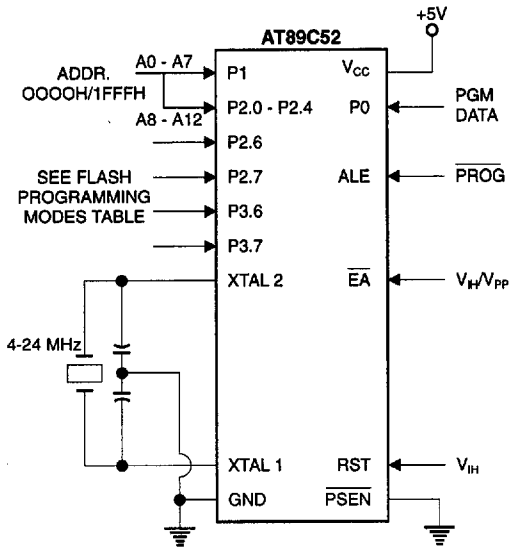 +5V
AT89C52
A0 - A7
ADDR.
OOOOH/1FFFH
P1
VCC
P2.0 - P2.4
P0
PGM
DATA
A8 - A12
P2.6
SEE FLASH
PROGRAMMING
MODES TABLE
P2.7
ALE
PROG
P3.6
P3.7
XTAL 2
EA
VIH/VPP
4-24 MHz
XTAL 1
RST
VIH
GND
PSEN